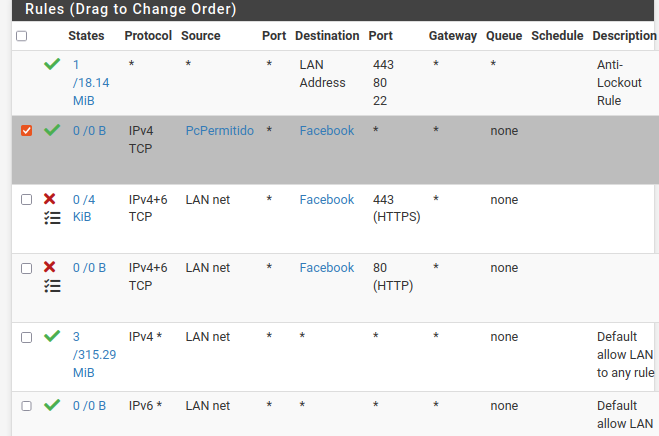 Rules (Drag to Change Order)
States Protocol Source Port Destination Port Gateway Queue Schedule Description
1 * * * LAN 443 * * Anti-
/18.14 Address 80 Lockout
MiB 22 Rule
0 /0 B IPv4 PcPermitido * Facebook * * none
TCP
0 /4 IPv4+6 LAN net * Facebook 443 * none
KiB TCP (HTTPS)
0 /0 B IPv4+6 LAN net * Facebook 80 * none
TCP (HTTP)
3 IPv4 * LAN net * * * * none Default
/315.29 allow LAN
MiB to any rule
0 /0 B IPv6 * LAN net * * * * none Default
allow LAN